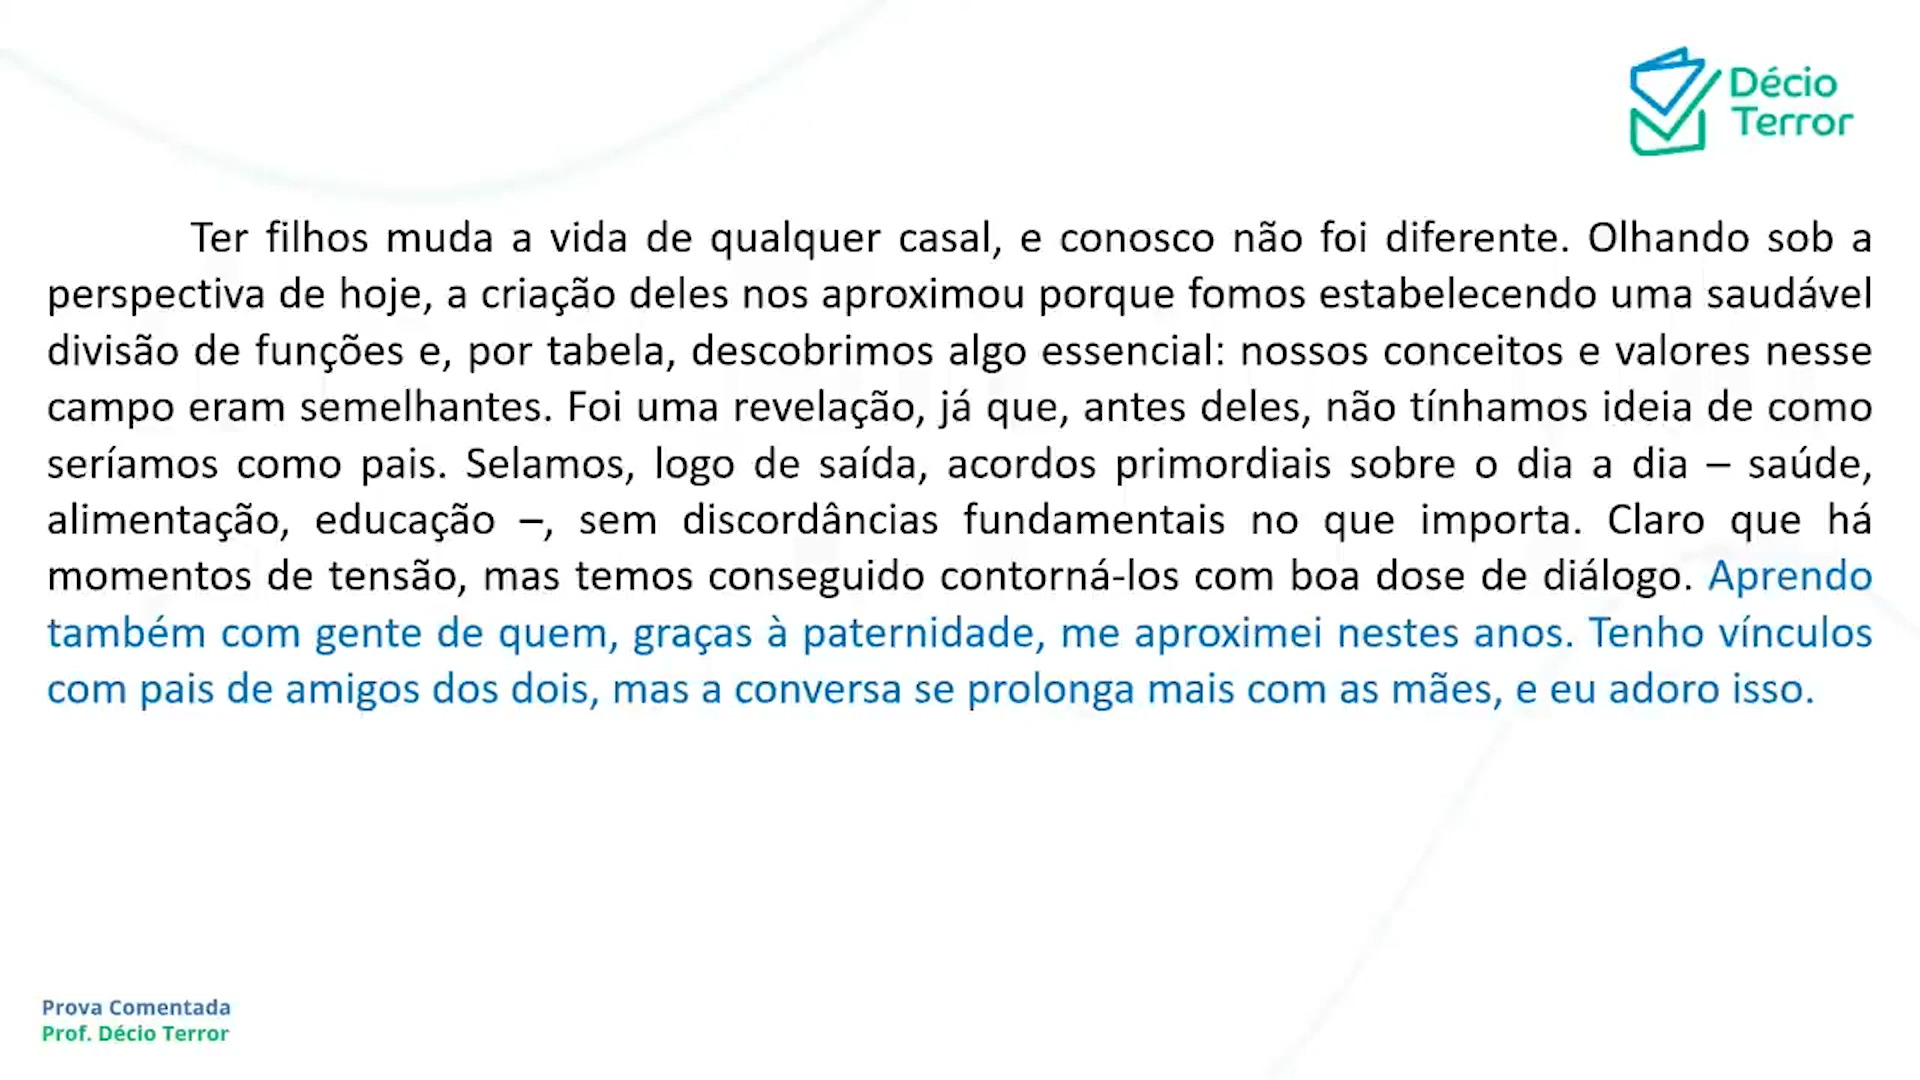 Décio
Terror
Ter filhos muda a vida de qualquer casal, e conosco não foi diferente. Olhando sob a
perspectiva de hoje, a criação deles nos aproximou porque fomos estabelecendo uma saudável
divisão de funções e, por tabela, descobrimos algo essencial: nossos conceitos e valores nesse
campo eram semelhantes. Foi uma revelação, já que, antes deles, não tínhamos ideia de como
seríamos como pais. Selamos, logo de saída, acordos primordiais sobre o dia a dia – saúde,
alimentação, educação –, sem discordâncias fundamentais no que importa. Claro que há
momentos de tensão, mas temos conseguido contorná-los com boa dose de diálogo. Aprendo
também com gente de quem, graças à paternidade, me aproximei nestes anos. Tenho vínculos
com pais de amigos dos dois, mas a conversa se prolonga mais com as mães, e eu adoro isso.
Prova Comentada
Prof. Décio Terror